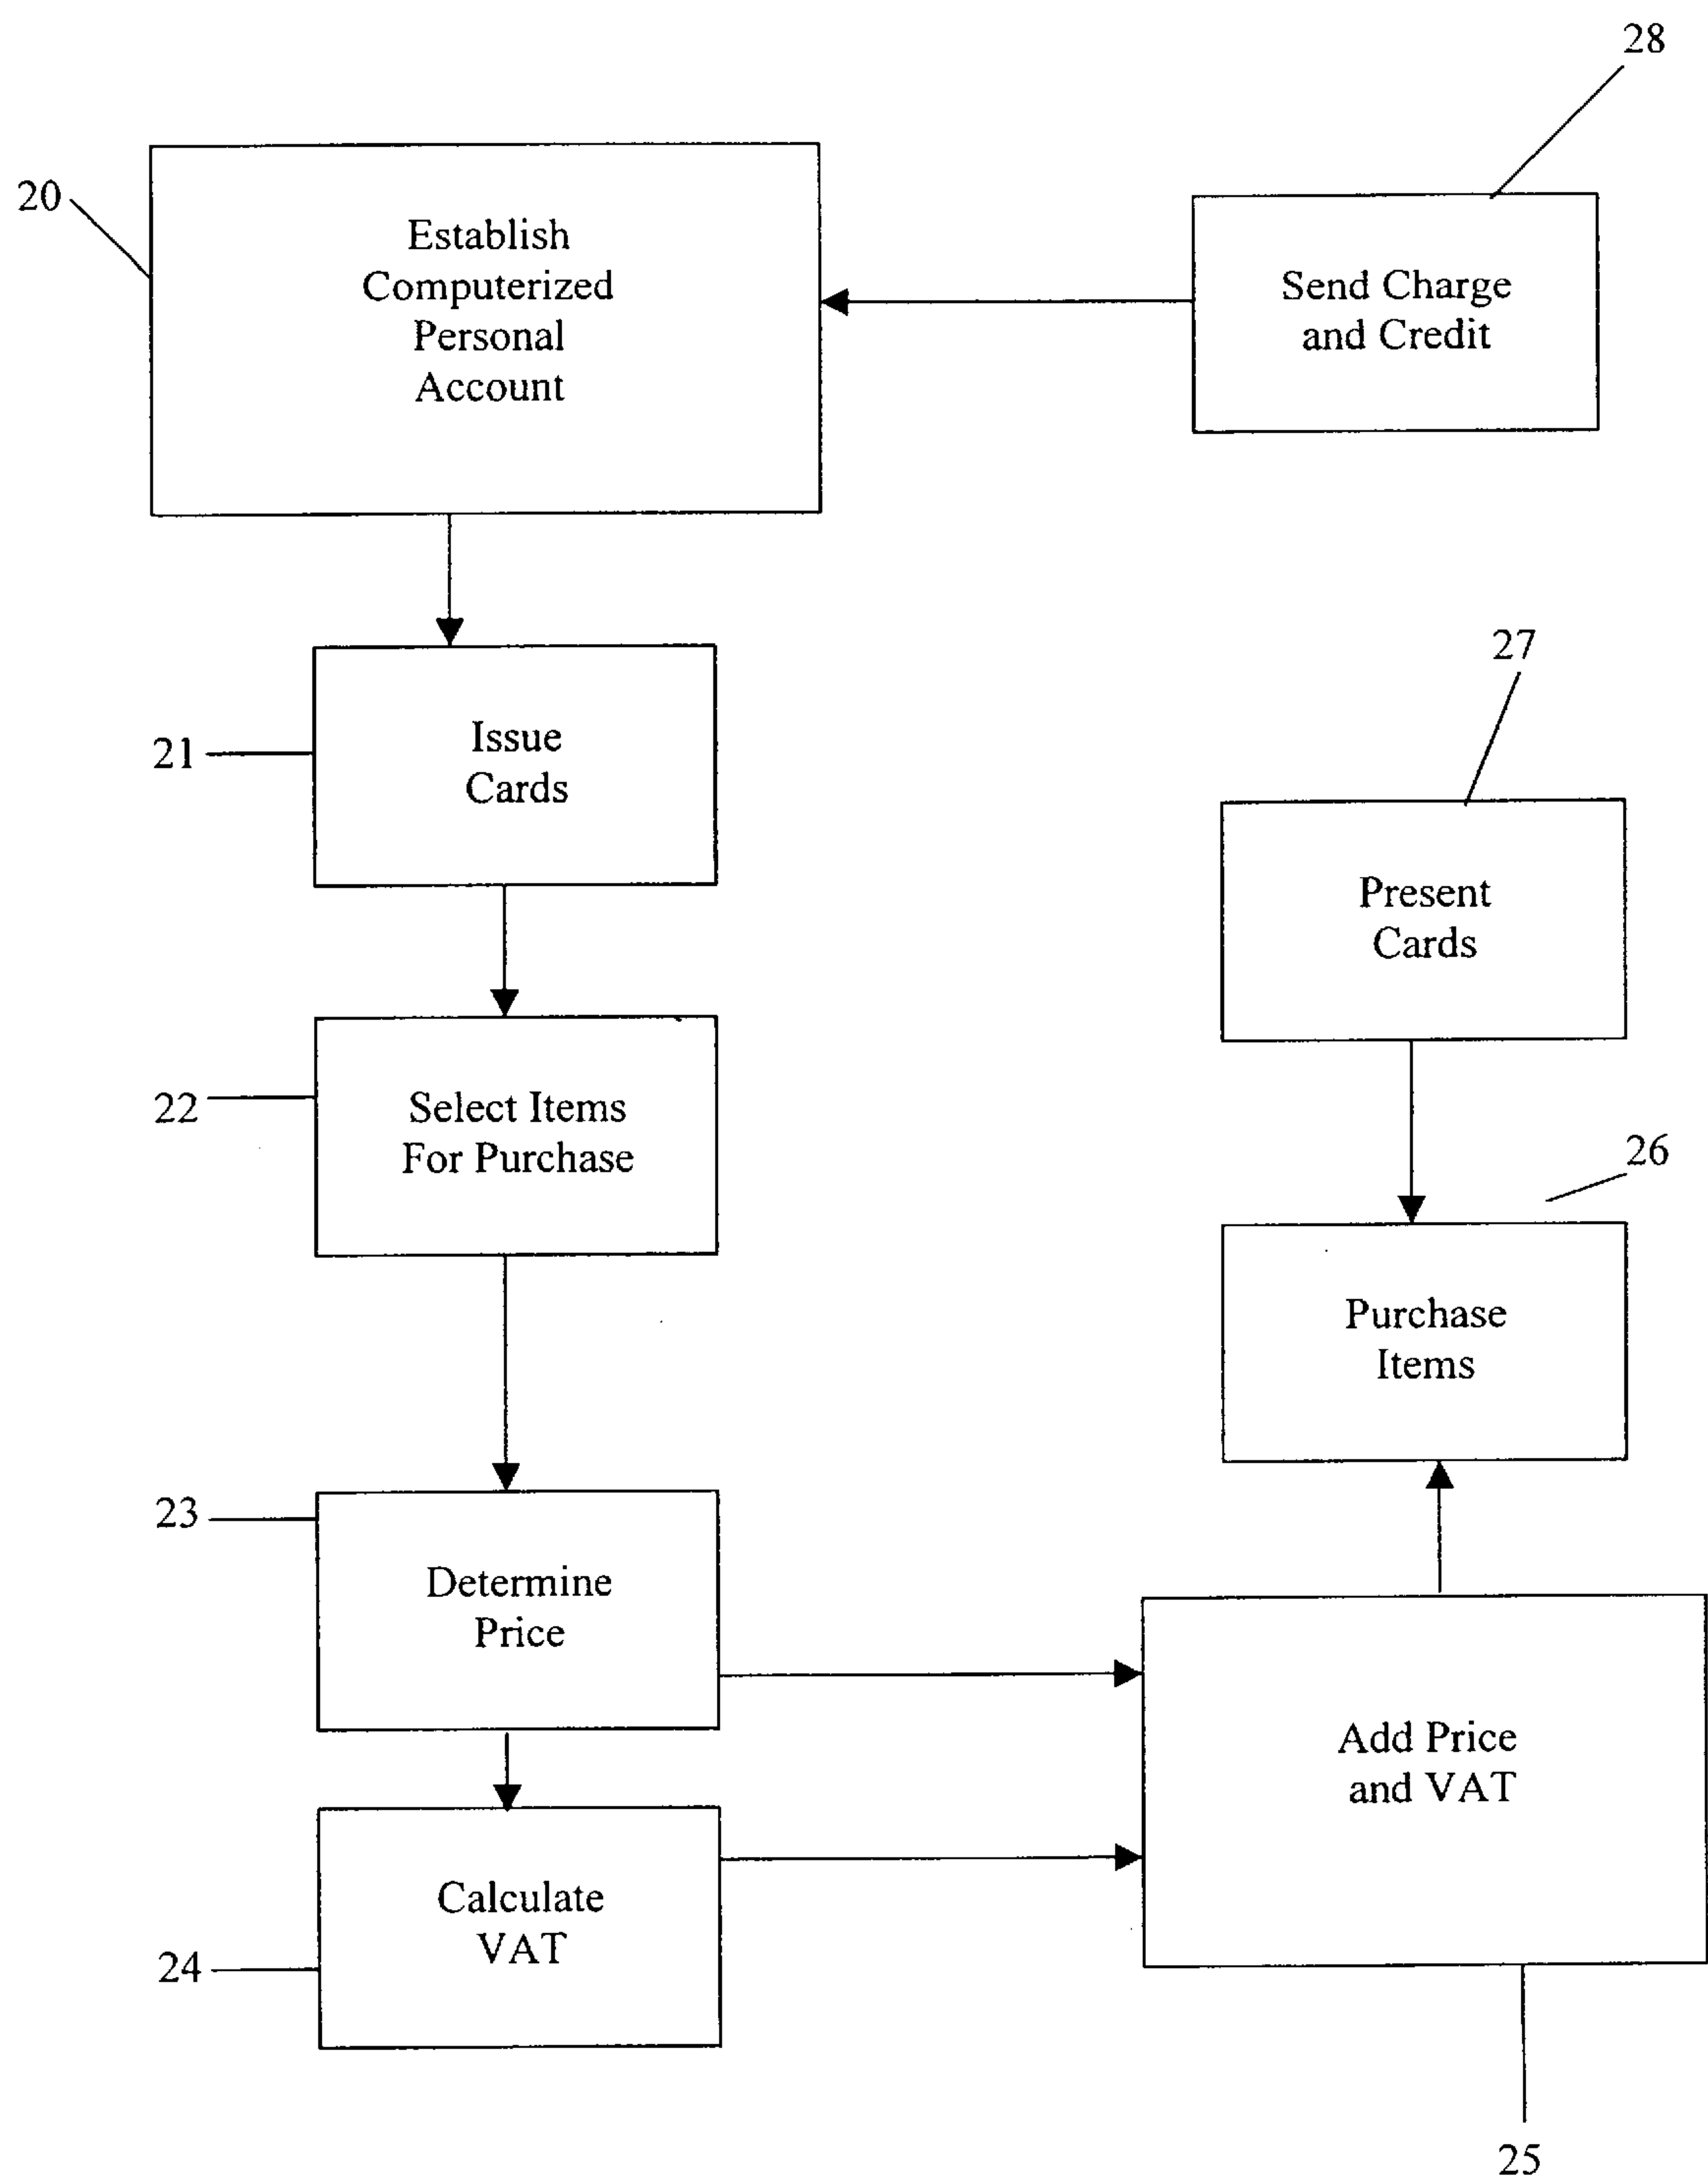 28
20
Establish
Computerized
Personal
Account
Send Charge
and Credit
21
Issue
Cards
27
Present
Cards
22
Select Items
For Purchase
26
Purchase
Items
23
Determine
Price
Add Price
and VAT
24
Calculate
VAT
25